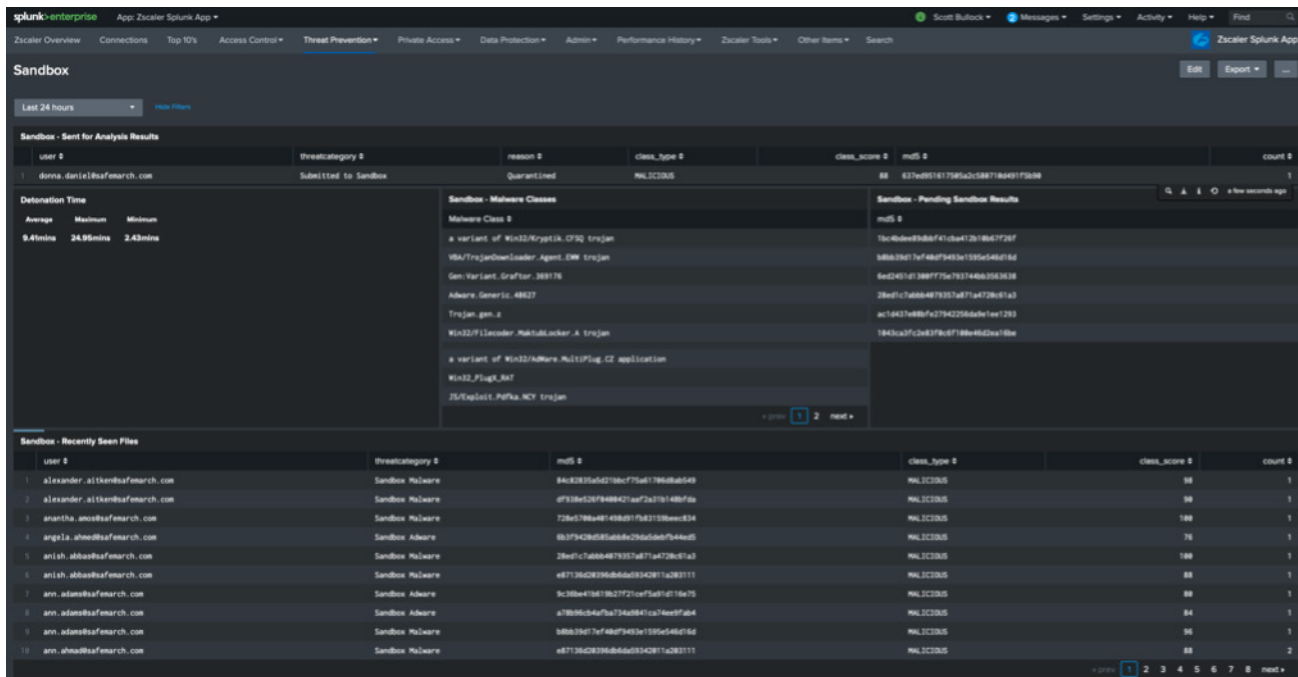 splunk>enterprise App: Zscaler Splunk App Scott Bullock 2 Messages Settings Activity Help Find
Zscaler Overview Connections Top 10's Access Control Threat Prevention Private Access Data Protection Admin Performance History Zscaler Tools Other Items Search Zscaler Splunk App
Sandbox Edit Export ...
Last 24 hours Hide Filters
Sandbox - Sent for Analysis Results
user threatcategory reason class_type class_score md5 count
1 donna.daniel@safemarch.com Submitted to Sandbox Quarantined MALICIOUS 88 1
Detonation Time Sandbox - Malware Classes Sandbox - Pending Sandbox Results a few seconds ago
Average Maximum Minimum Malware Class md5
9.41mins 24.95mins 2.43mins a variant of Win32/Kryptik.CFSQ trojan
VBA/TrojanDownloader.Agent.EWW trojan
Gen:Variant.Graftor.369176
Adware.Generic.48627
Trojan.gen.z
Win32/Filecoder.MaktubLocker.A trojan
a variant of Win32/AdWare.MultiPlug.CZ application
Win32_PlugX_RAT
JS/Exploit.Pdfka.NCY trojan
« prev 1 2 next »
Sandbox - Recently Seen Files
user threatcategory md5 class_type class_score count
1 alexander.aitken@safemarch.com Sandbox Malware MALICIOUS 90 1
2 alexander.aitken@safemarch.com Sandbox Malware MALICIOUS 90 1
3 anantha.amos@safemarch.com Sandbox Malware MALICIOUS 100 1
4 angela.ahmed@safemarch.com Sandbox Adware MALICIOUS 76 1
5 anish.abbas@safemarch.com Sandbox Malware MALICIOUS 100 1
6 anish.abbas@safemarch.com Sandbox Malware MALICIOUS 88 1
7 ann.adams@safemarch.com Sandbox Adware MALICIOUS 80 1
8 ann.adams@safemarch.com Sandbox Adware MALICIOUS 84 1
9 ann.adams@safemarch.com Sandbox Malware MALICIOUS 96 1
10 ann.ahmad@safemarch.com Sandbox Malware MALICIOUS 88 2
« prev 1 2 3 4 5 6 7 8 next »